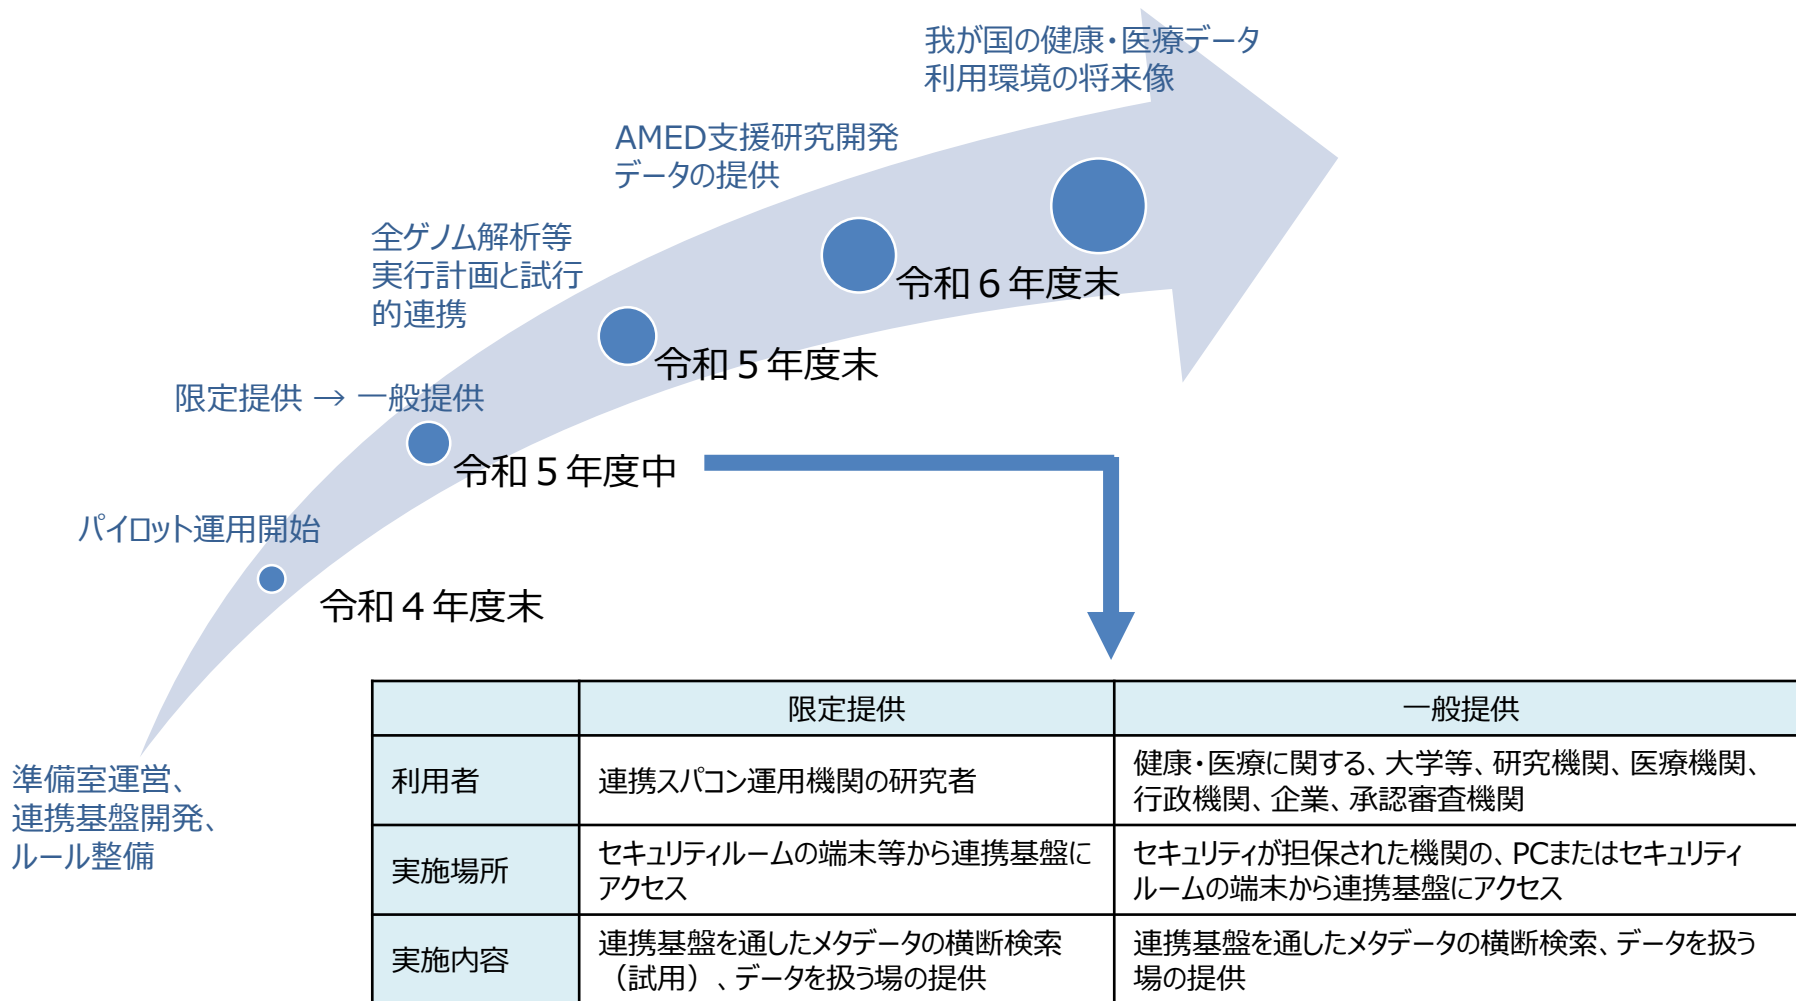 我が国の健康・医療データ
利用環境の将来像
AMED支援研究開発
データの提供
全ゲノム解析等
実行計画と試行
的連携
令和６年度末
令和５年度末
限定提供 → 一般提供
令和５年度中
パイロット運用開始
令和４年度末
準備室運営、
連携基盤開発、
ルール整備
限定提供
一般提供
利用者
連携スパコン運用機関の研究者
健康・医療に関する、大学等、研究機関、医療機関、
行政機関、企業、承認審査機関
実施場所
セキュリティルームの端末等から連携基盤に
アクセス
セキュリティが担保された機関の、PCまたはセキュリティ
ルームの端末から連携基盤にアクセス
実施内容
連携基盤を通したメタデータの横断検索
（試用）、データを扱う場の提供
連携基盤を通したメタデータの横断検索、データを扱う
場の提供